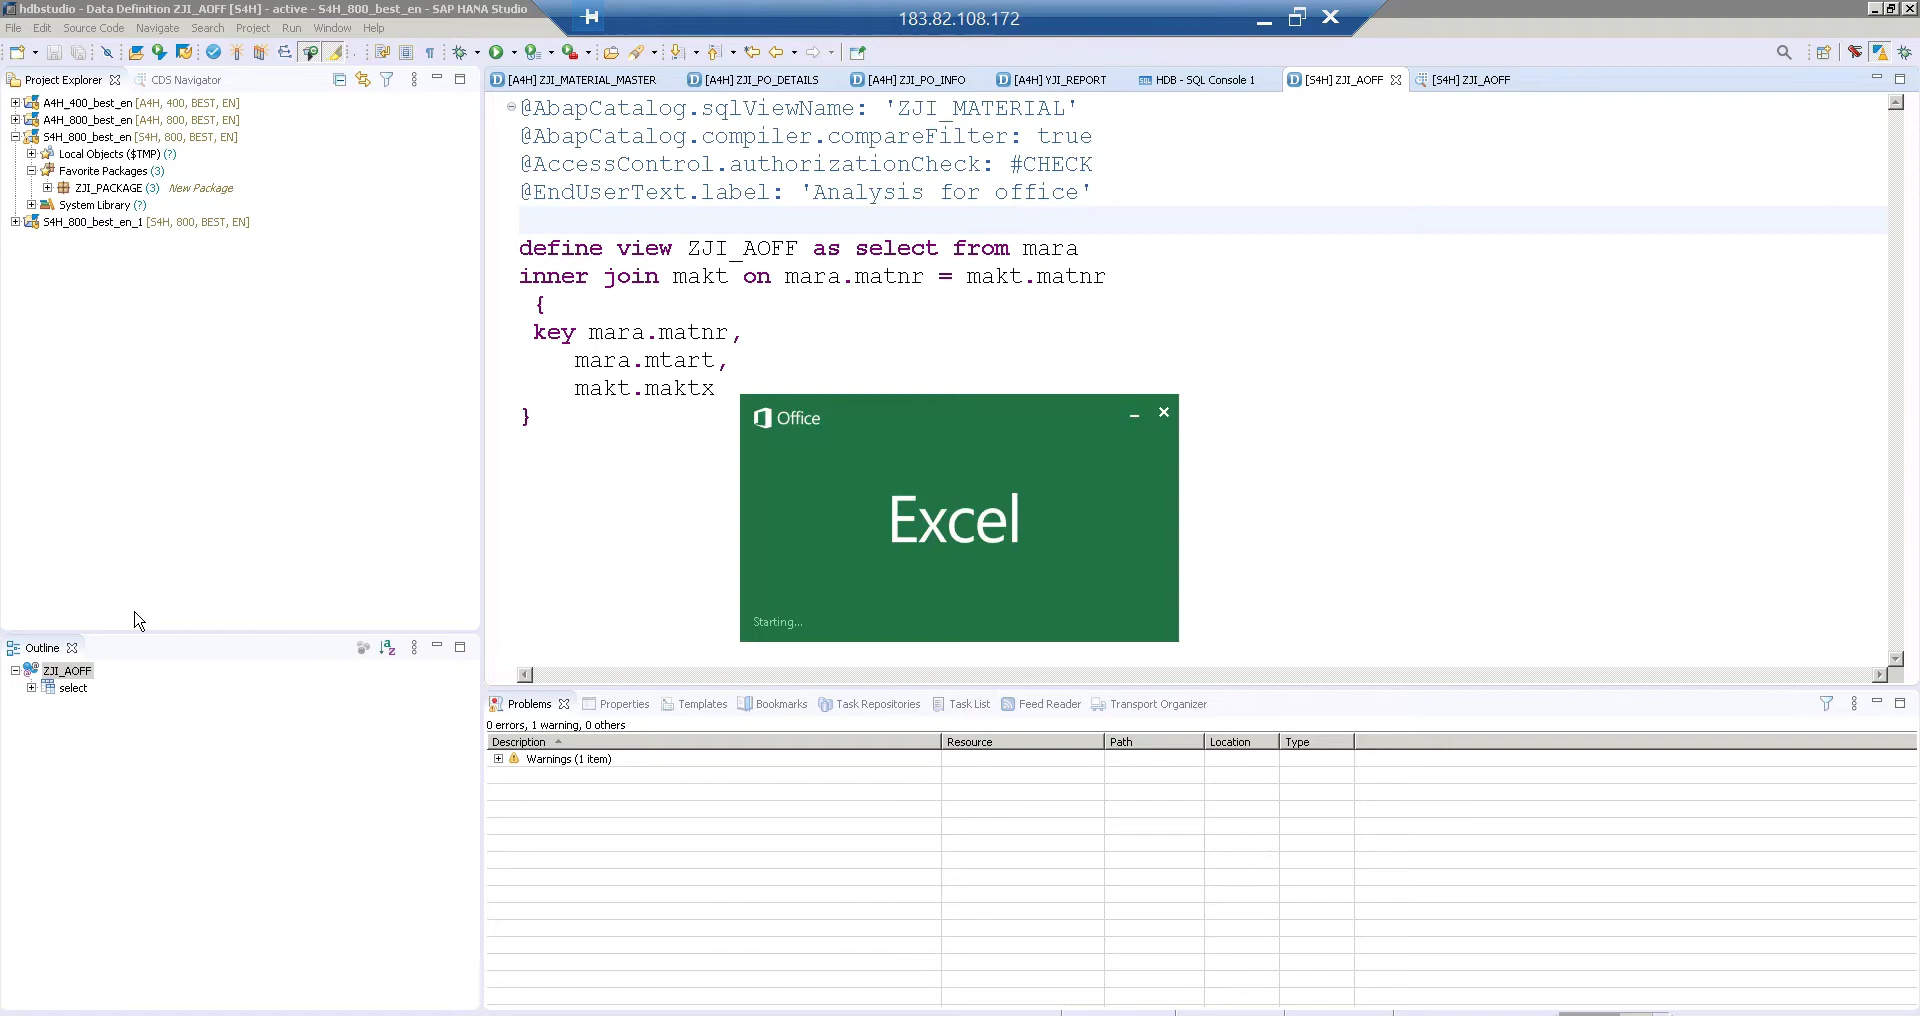 hdbstudio - Data Definition ZJI_AOFF [S4H] - active - S4H_800_best_en - SAP HANA Studio
183.82.108.172
File Edit Source Code Navigate Search Project Run Window Help
Project Explorer CDS Navigator
[A4H] ZJI_MATERIAL_MASTER [A4H] ZJI_PO_DETAILS [A4H] ZJI_PO_INFO [A4H] YJI_REPORT HDB - SQL Console 1 [S4H] ZJI_AOFF [S4H] ZJI_AOFF
A4H_400_best_en [A4H, 400, BEST, EN]
A4H_800_best_en [A4H, 800, BEST, EN]
S4H_800_best_en [S4H, 800, BEST, EN]
Local Objects ($TMP) (?)
Favorite Packages (3)
ZJI_PACKAGE (3) New Package
System Library (?)
S4H_800_best_en_1 [S4H, 800, BEST, EN]
@AbapCatalog.sqlViewName: 'ZJI_MATERIAL'
@AbapCatalog.compiler.compareFilter: true
@AccessControl.authorizationCheck: #CHECK
@EndUserText.label: 'Analysis for office'
define view ZJI_AOFF as select from mara
inner join makt on mara.matnr = makt.matnr
{
key mara.matnr,
mara.mtart,
makt.maktx
}
Office
Excel
Starting...
Outline
ZJI_AOFF
select
Problems Properties Templates Bookmarks Task Repositories Task List Feed Reader Transport Organizer
0 errors, 1 warning, 0 others
Description Resource Path Location Type
Warnings (1 item)